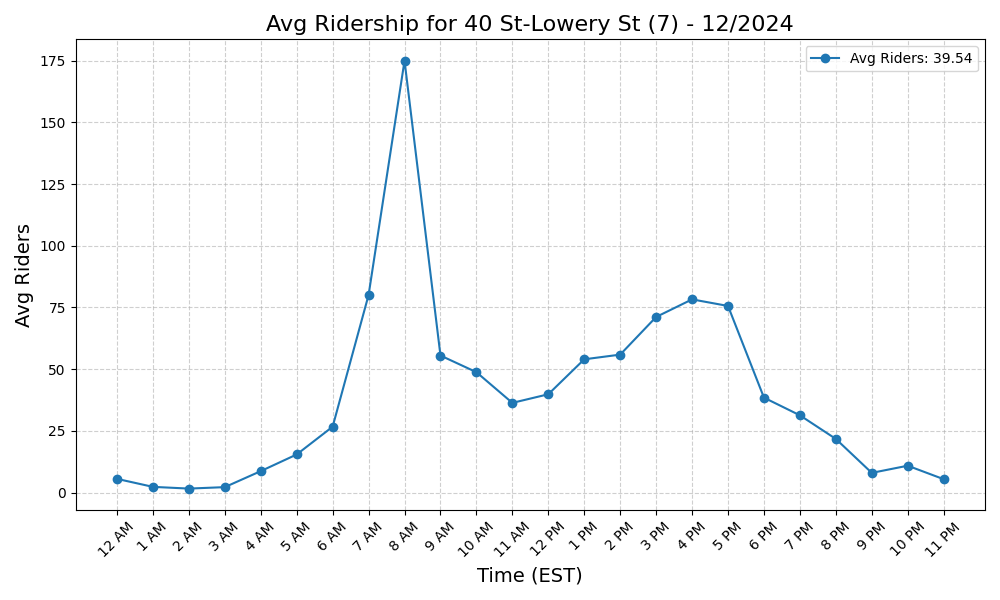 Avg Ridership for 40 St-Lowery St (7) - 12/2024
Avg Riders: 39.54
Avg Riders
175
150
125
100
75
50
25
0
12 AM
1 AM
2 AM
3 AM
4 AM
5 AM
6 AM
7 AM
8 AM
9 AM
10 AM
11 AM
12 PM
1 PM
2 PM
3 PM
4 PM
5 PM
6 PM
7 PM
8 PM
9 PM
10 PM
11 PM
Time (EST)